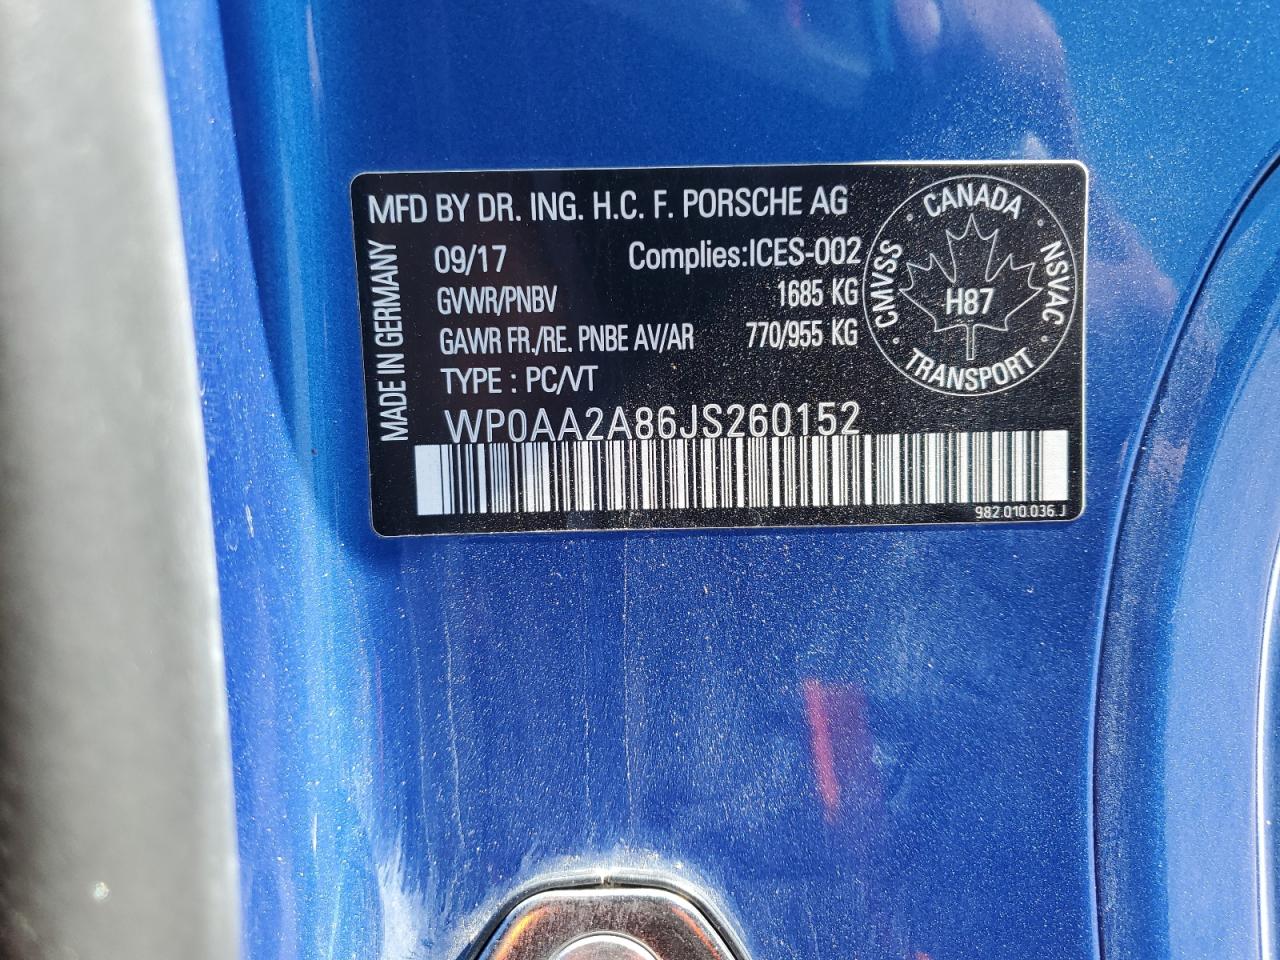 MFD BY DR. ING. H.C. F. PORSCHE AG
MADE IN GERMANY
09/17 Complies:ICES-002
GVWR/PNBV 1685 KG
GAWR FR./RE. PNBE AV/AR 770/955 KG
TYPE : PC/VT
WP0AA2A86JS260152
982.010.036.J
CANADA
CMVSS
NSVAC
H87
TRANSPORT